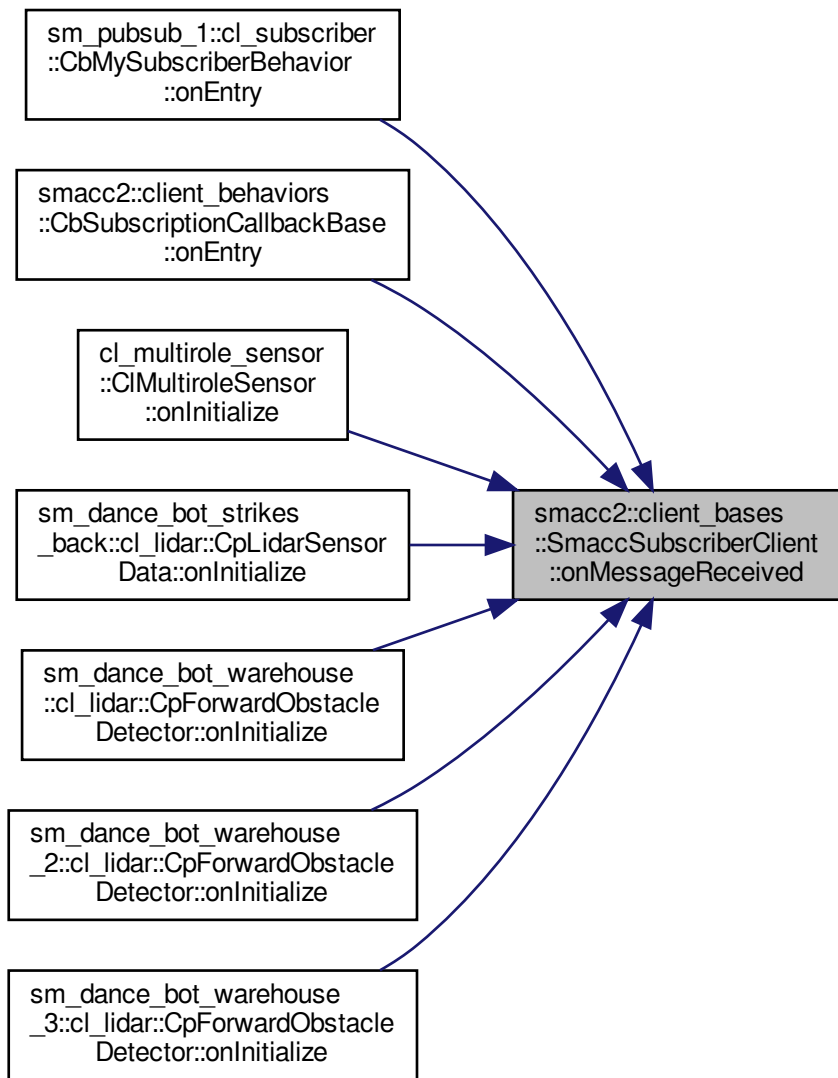 sm_pubsub_1::cl_subscriber
::CbMySubscriberBehavior
::onEntry
smacc2::client_behaviors
::CbSubscriptionCallbackBase
::onEntry
cl_multirole_sensor
::ClMultiroleSensor
::onInitialize
sm_dance_bot_strikes
_back::cl_lidar::CpLidarSensor
Data::onInitialize
smacc2::client_bases
::SmaccSubscriberClient
::onMessageReceived
sm_dance_bot_warehouse
::cl_lidar::CpForwardObstacle
Detector::onInitialize
sm_dance_bot_warehouse
_2::cl_lidar::CpForwardObstacle
Detector::onInitialize
sm_dance_bot_warehouse
_3::cl_lidar::CpForwardObstacle
Detector::onInitialize